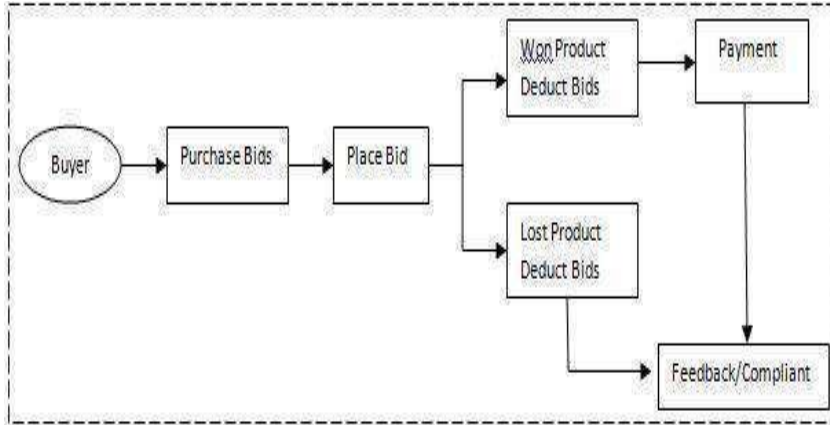 Buyer
Purchase Bids
Place Bid
Won Product
Deduct Bids
Payment
Lost Product
Deduct Bids
Feedback/Compliant